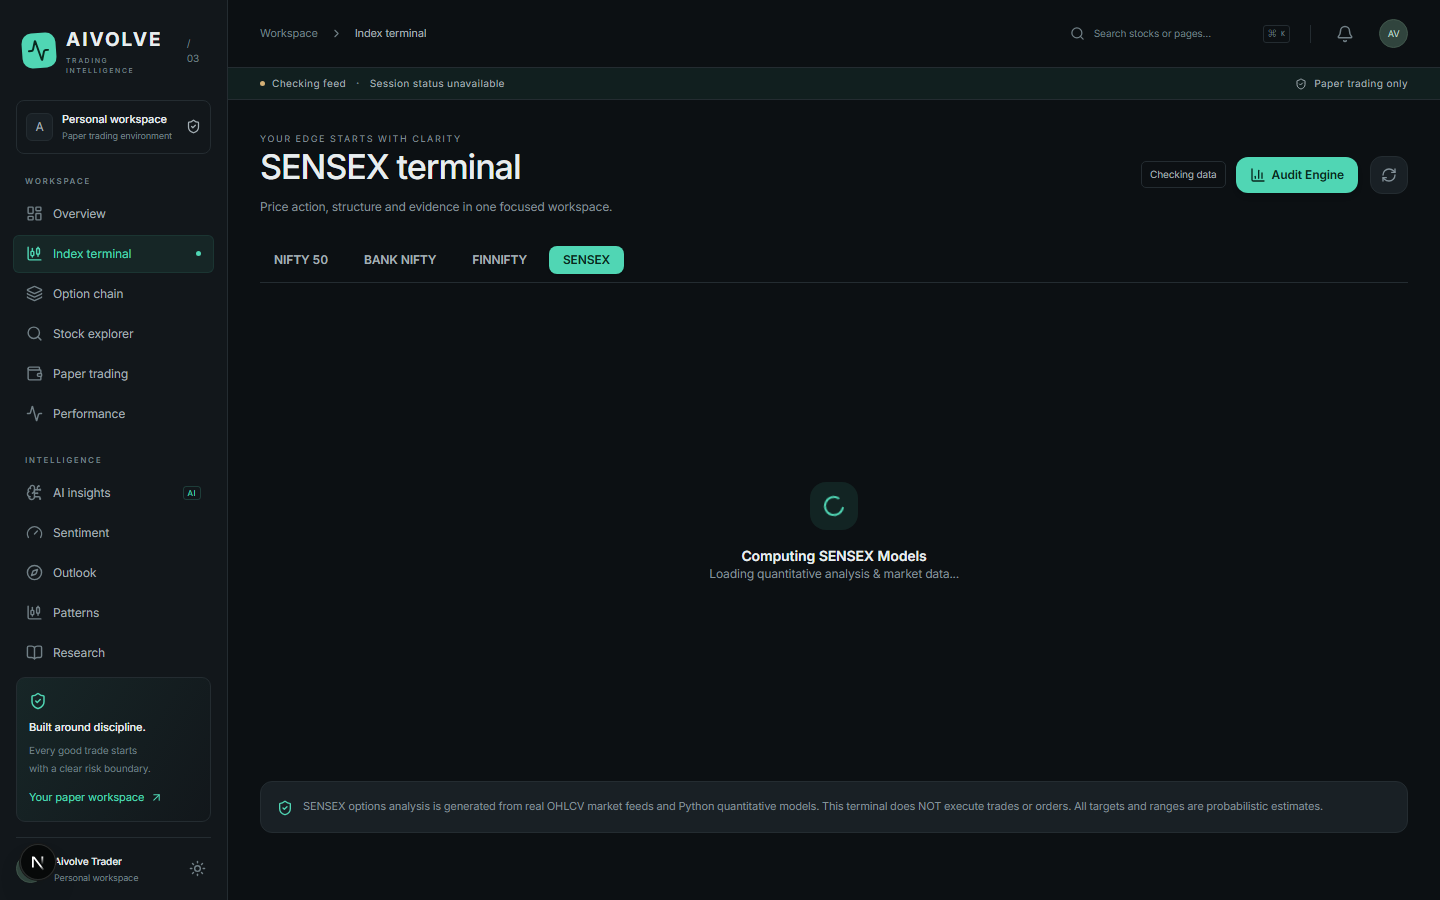 AIVOLVE
/ 03
TRADING
INTELLIGENCE
A
Personal workspace
Paper trading environment
WORKSPACE
Overview
Index terminal
Option chain
Stock explorer
Paper trading
Performance
INTELLIGENCE
AI insights
AI
Sentiment
Outlook
Patterns
Research
Built around discipline.
Every good trade starts
with a clear risk boundary.
Your paper workspace
N
Aivolve Trader
Personal workspace
Workspace
Index terminal
Search stocks or pages...
⌘ K
AV
Checking feed · Session status unavailable
Paper trading only
YOUR EDGE STARTS WITH CLARITY
SENSEX terminal
Price action, structure and evidence in one focused workspace.
Checking data
Audit Engine
NIFTY 50
BANK NIFTY
FINNIFTY
SENSEX
Computing SENSEX Models
Loading quantitative analysis & market data...
SENSEX options analysis is generated from real OHLCV market feeds and Python quantitative models. This terminal does NOT execute trades or orders. All targets and ranges are probabilistic estimates.